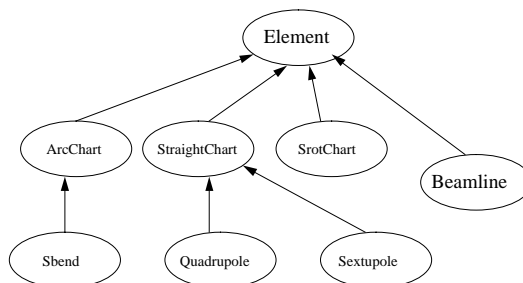 Element
ArcChart
StraightChart
SrotChart
Beamline
Sbend
Quadrupole
Sextupole